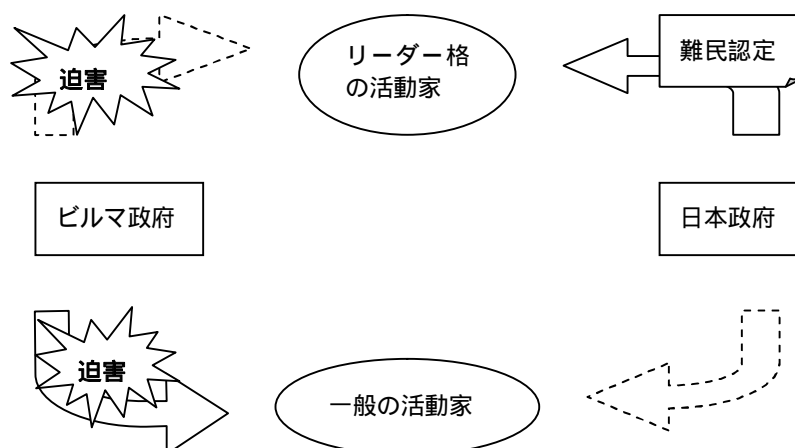 迫害
リーダー格
の活動家
難民認定
ビルマ政府
日本政府
迫害
一般の活動家